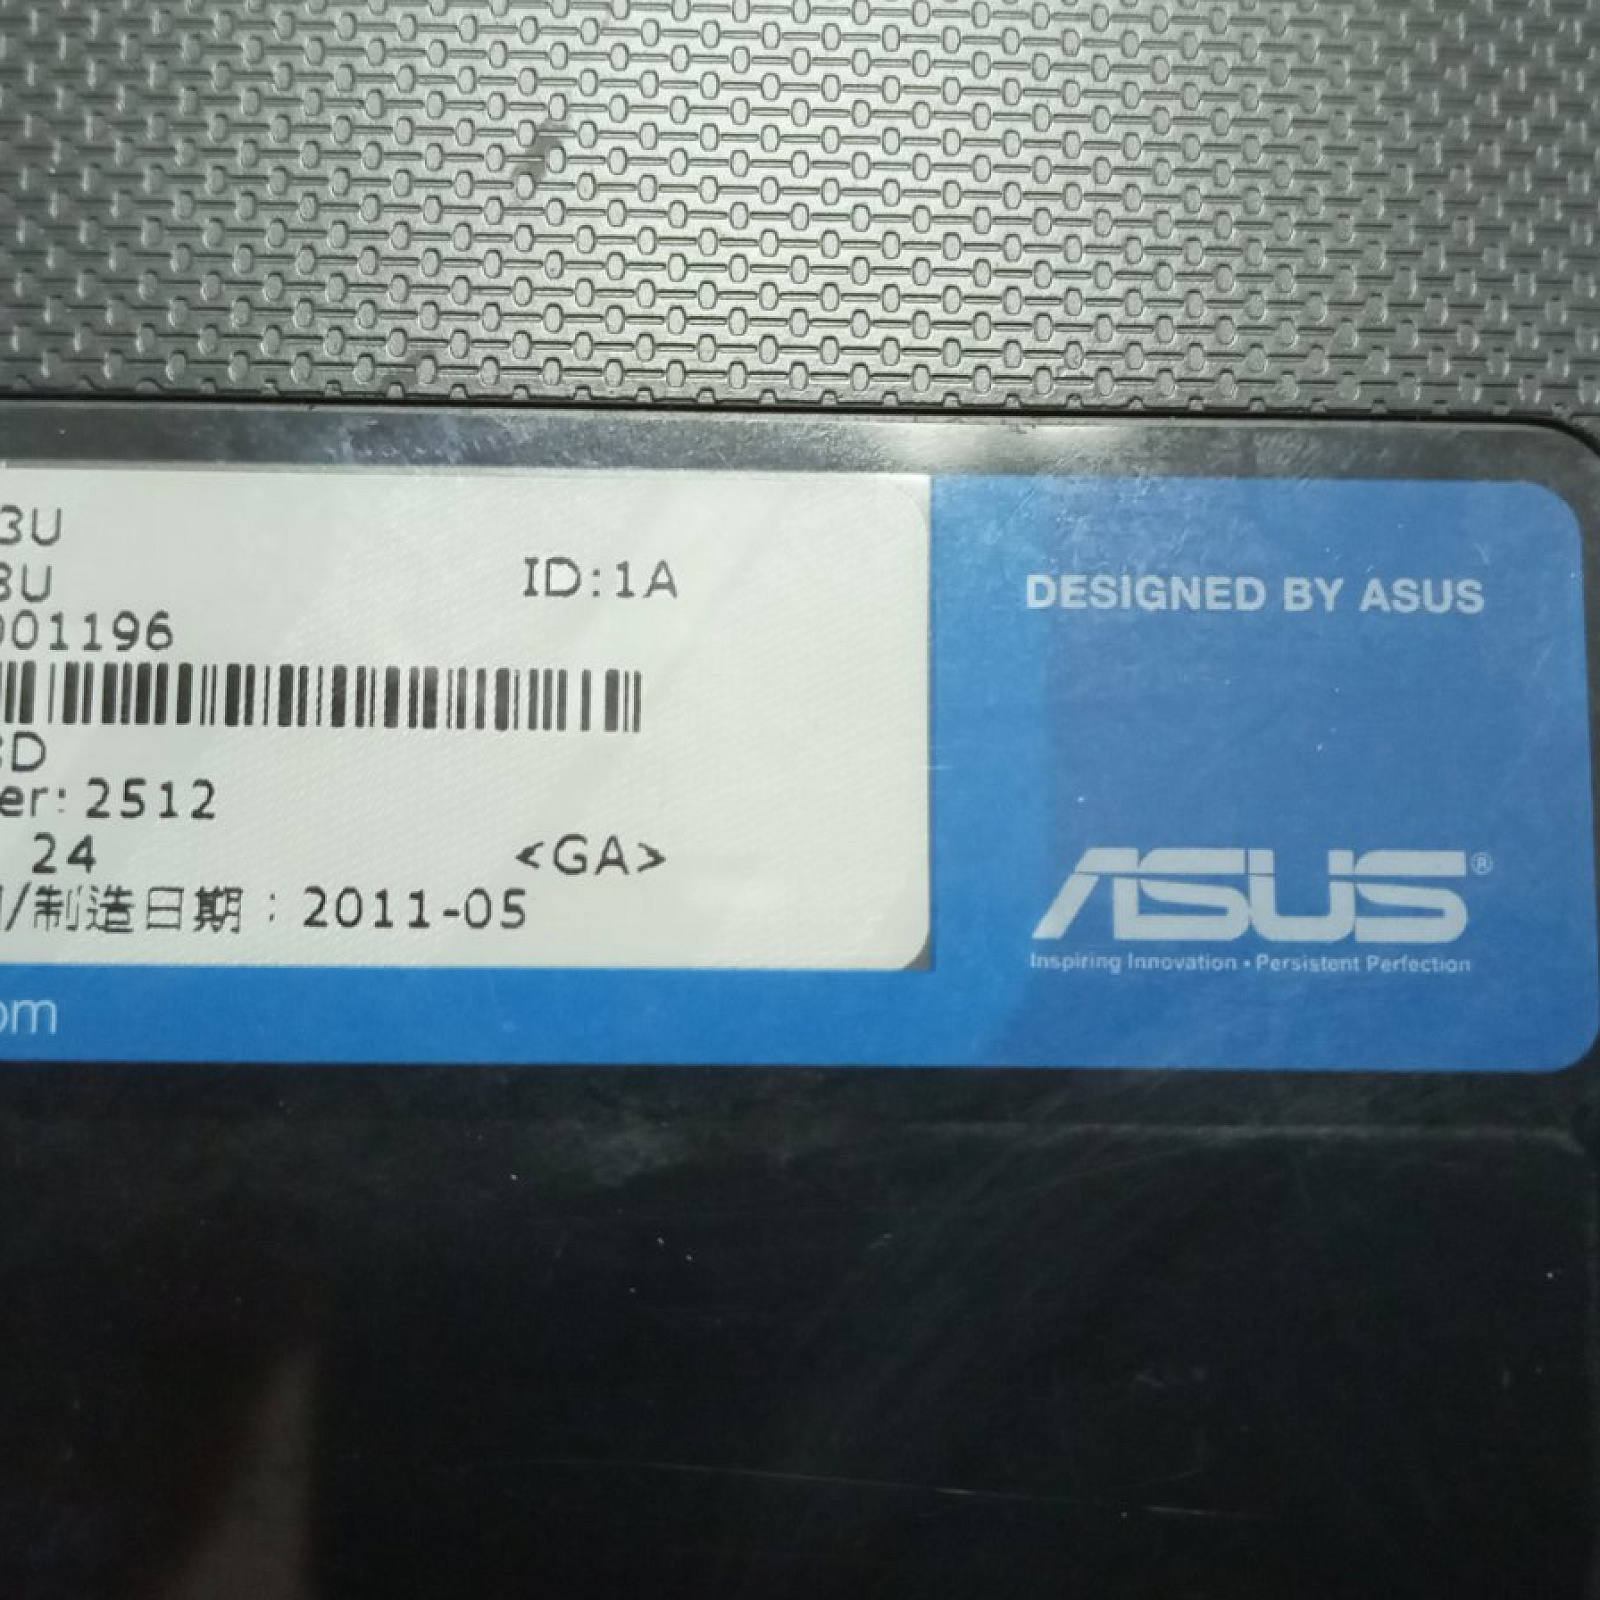 3U
3U
ID:1A
001196
3D
er: 2512
24
<GA>
/制造日期 : 2011-05
om
DESIGNED BY ASUS
ASUS®
Inspiring Innovation • Persistent Perfection